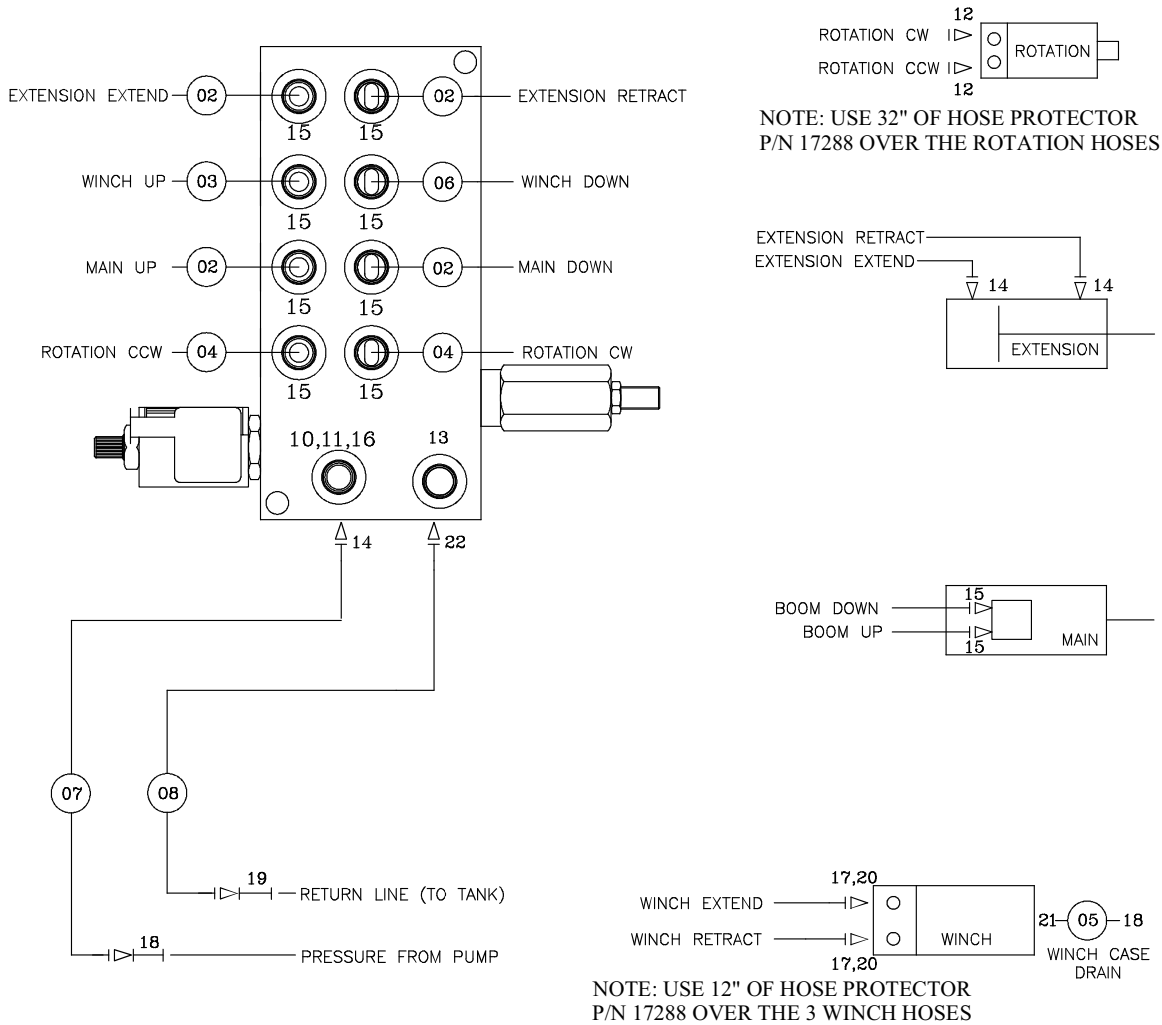 EXTENSION EXTEND 02 02 EXTENSION RETRACT
15 15
WINCH UP 03 06 WINCH DOWN
15 15
MAIN UP 02 02 MAIN DOWN
15 15
ROTATION CCW 04 04 ROTATION CW
15 15
10,11,16 13
14 22
07 08
19 RETURN LINE (TO TANK)
18 PRESSURE FROM PUMP
12
ROTATION CW
ROTATION
ROTATION CCW
12
NOTE: USE 32" OF HOSE PROTECTOR
P/N 17288 OVER THE ROTATION HOSES
EXTENSION RETRACT
EXTENSION EXTEND
14 14
EXTENSION
15
BOOM DOWN
BOOM UP
MAIN
15
17,20
WINCH EXTEND
21 05 18
WINCH RETRACT WINCH
WINCH CASE
DRAIN
17,20
NOTE: USE 12" OF HOSE PROTECTOR
P/N 17288 OVER THE 3 WINCH HOSES